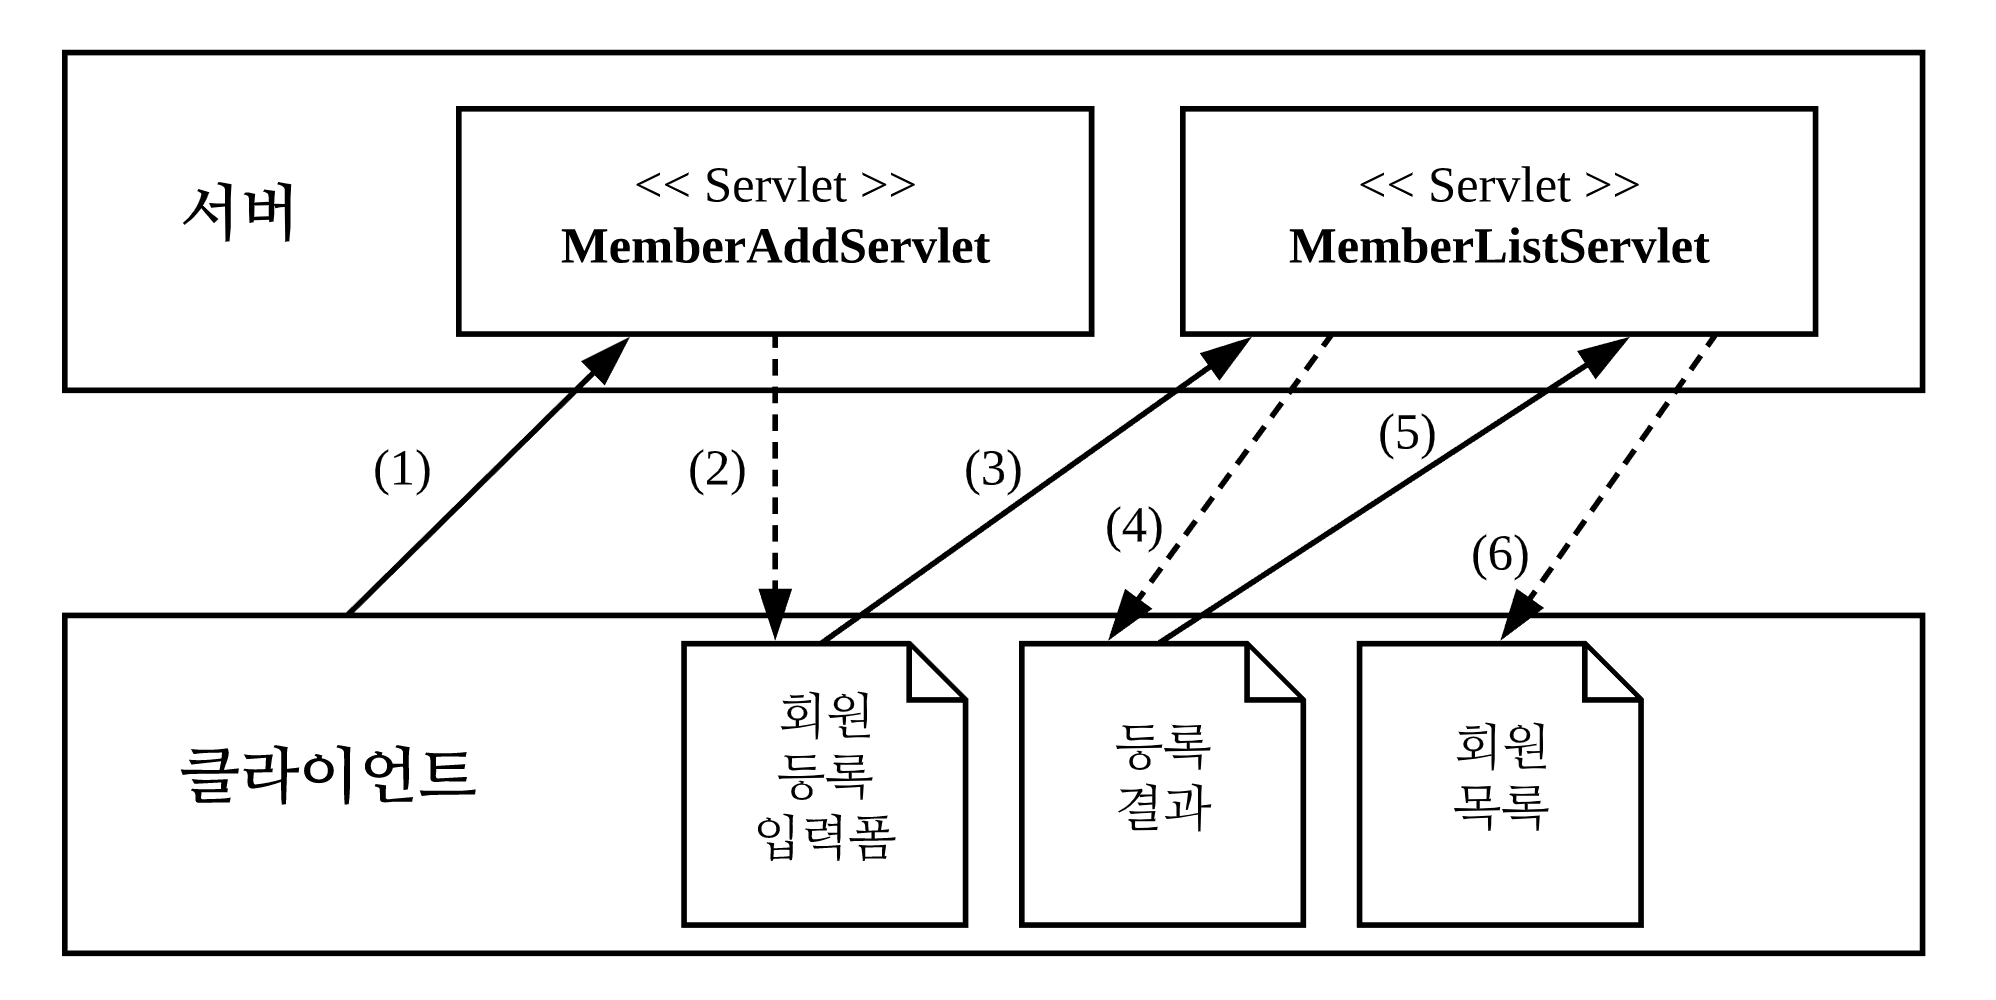 서버
<< Servlet >>
MemberAddServlet
<< Servlet >>
MemberListServlet
(1)
(2)
(3)
(4)
(5)
(6)
클라이언트
회원
등록
입력폼
등록
결과
회원
목록